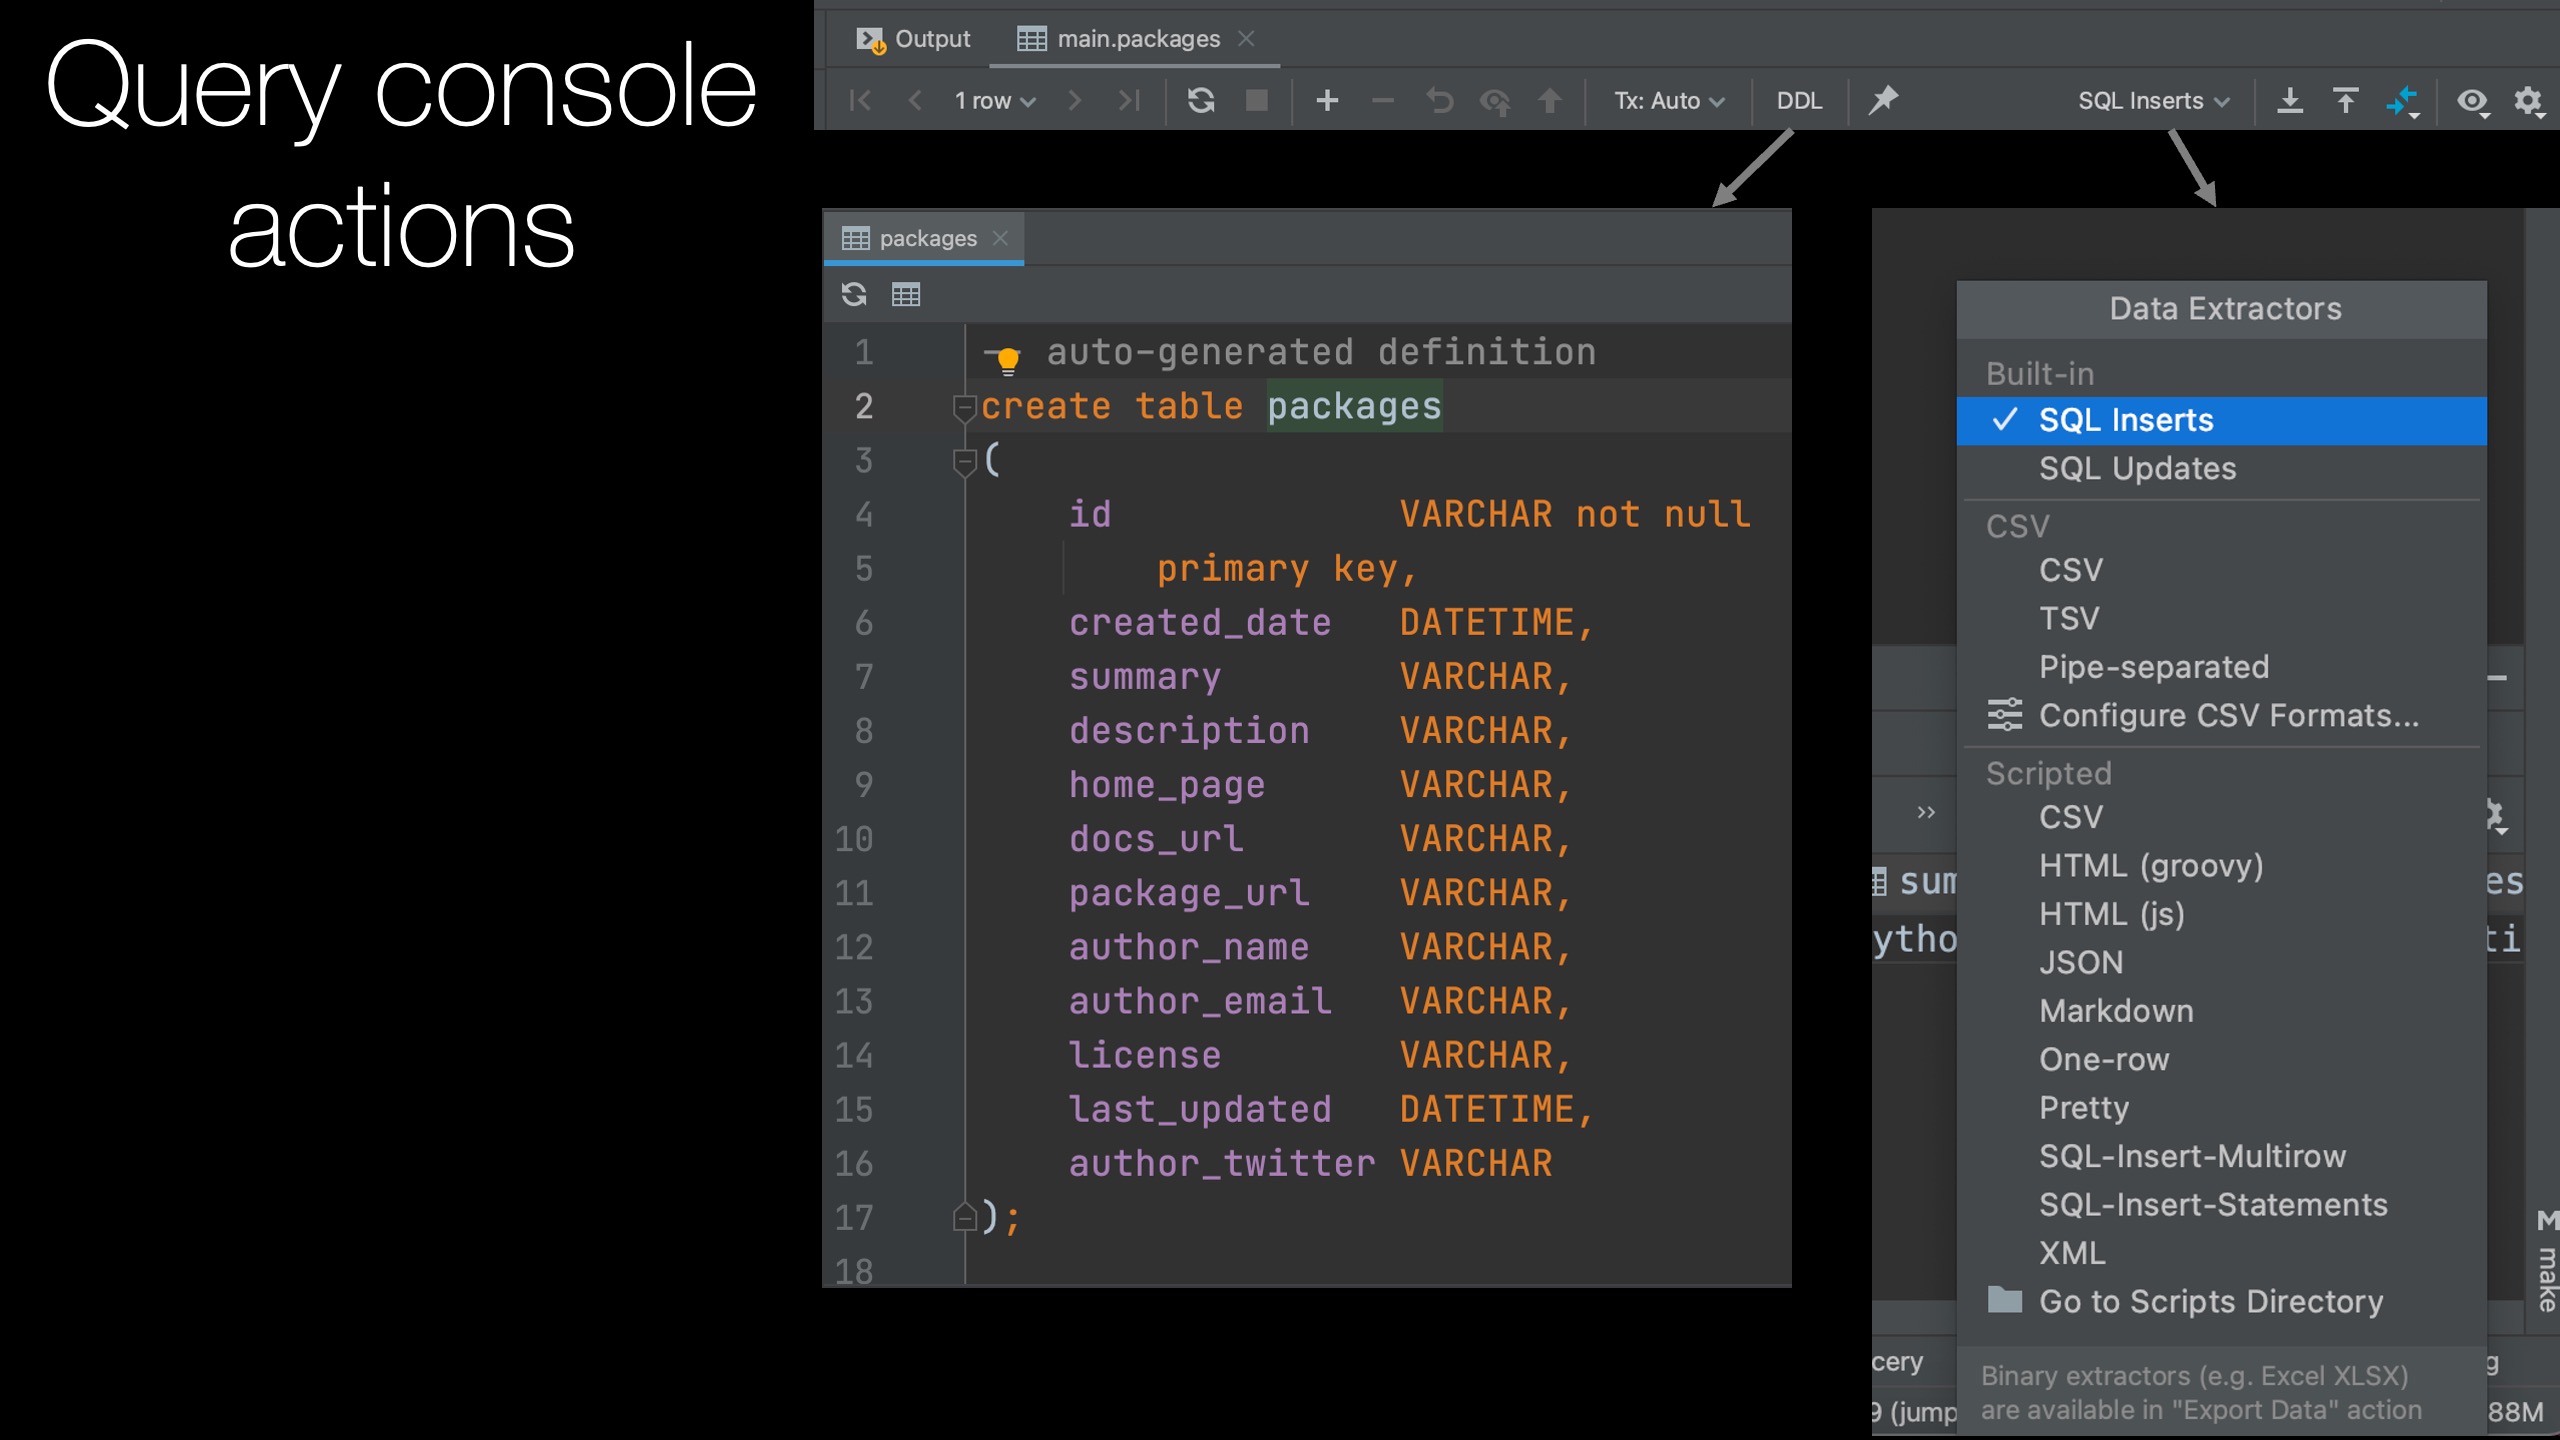 Query console
actions
Output
main.packages
1 row
Tx: Auto
DDL
SQL Inserts
packages
1 auto-generated definition
2 create table packages
3 (
4 id VARCHAR not null
5 primary key,
6 created_date DATETIME,
7 summary VARCHAR,
8 description VARCHAR,
9 home_page VARCHAR,
10 docs_url VARCHAR,
11 package_url VARCHAR,
12 author_name VARCHAR,
13 author_email VARCHAR,
14 license VARCHAR,
15 last_updated DATETIME,
16 author_twitter VARCHAR
17 );
18
Data Extractors
Built-in
SQL Inserts
SQL Updates
CSV
CSV
TSV
Pipe-separated
Configure CSV Formats...
Scripted
CSV
HTML (groovy)
HTML (js)
JSON
Markdown
One-row
Pretty
SQL-Insert-Multirow
SQL-Insert-Statements
XML
Go to Scripts Directory
Binary extractors (e.g. Excel XLSX)
are available in "Export Data" action
sum
es
ytho
ti
cery
g
9 (jump
88M
M
make